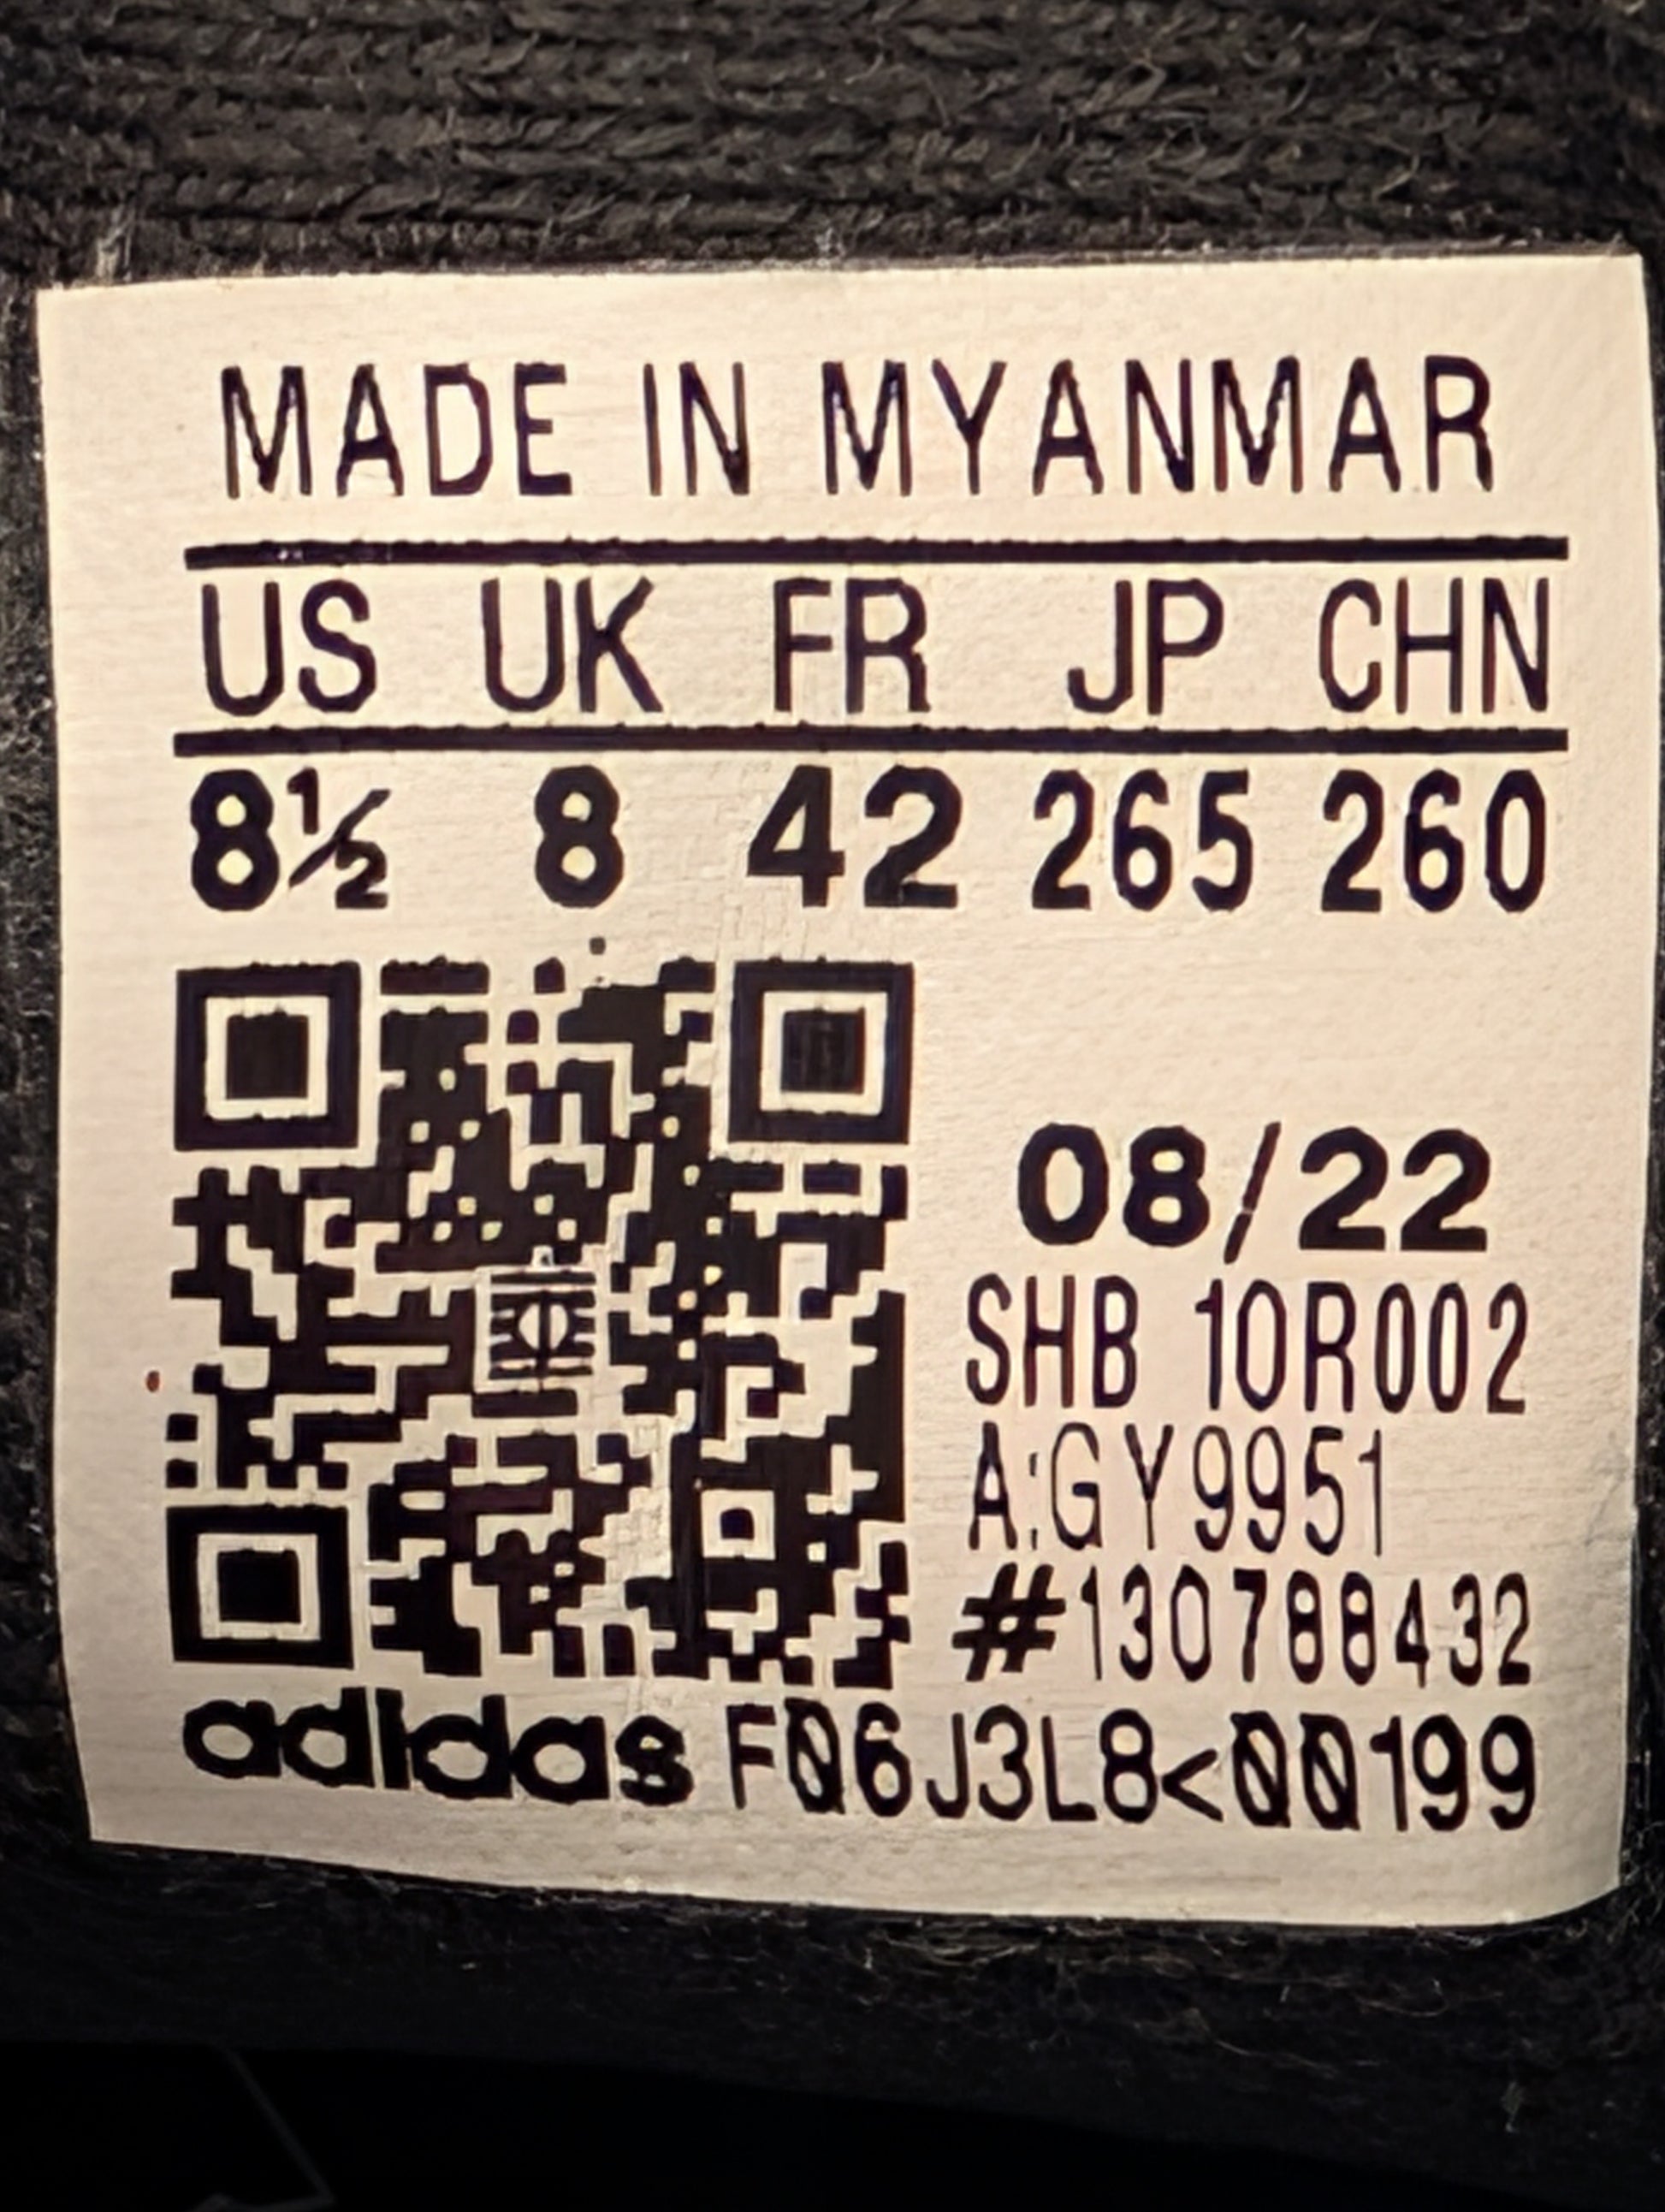 MADE IN MYANMAR
US UK FR JP CHN
8½ 8 42 265 260
08/22
SHB 10R002
A:GY9951
#130788432
adidas F06J3L8<00199